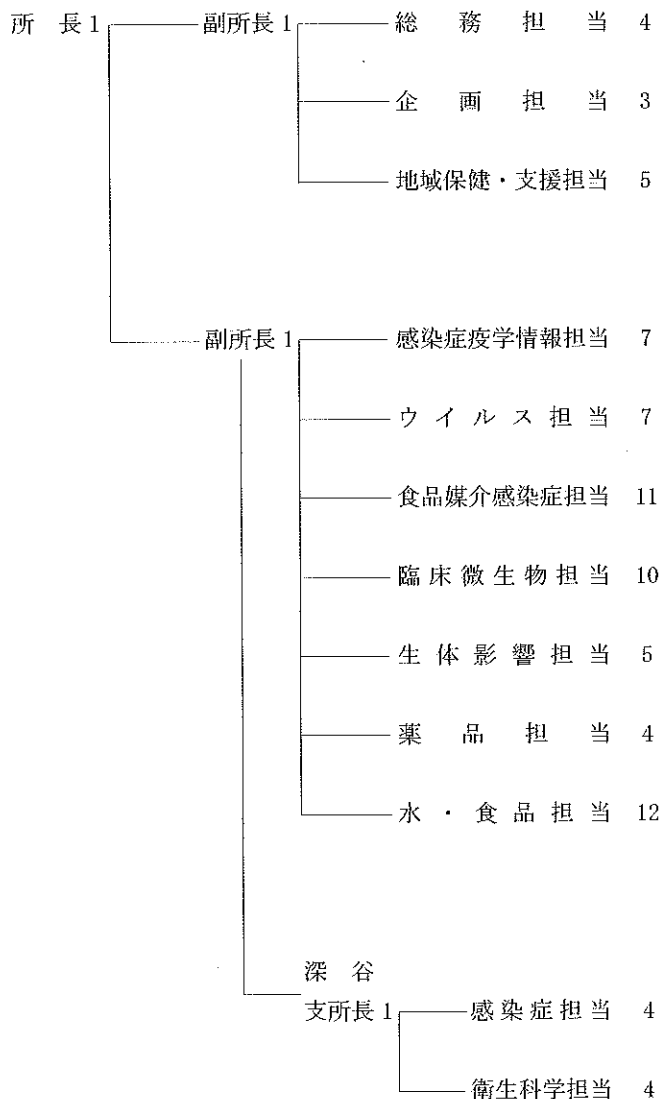 所長1 副所長1 総務担当 4
企画担当 3
地域保健・支援担当 5
副所長1 感染症疫学情報担当 7
ウイルス担当 7
食品媒介感染症担当 11
臨床微生物担当 10
生体影響担当 5
薬品担当 4
水・食品担当 12
深谷
支所長1 感染症担当 4
衛生科学担当 4